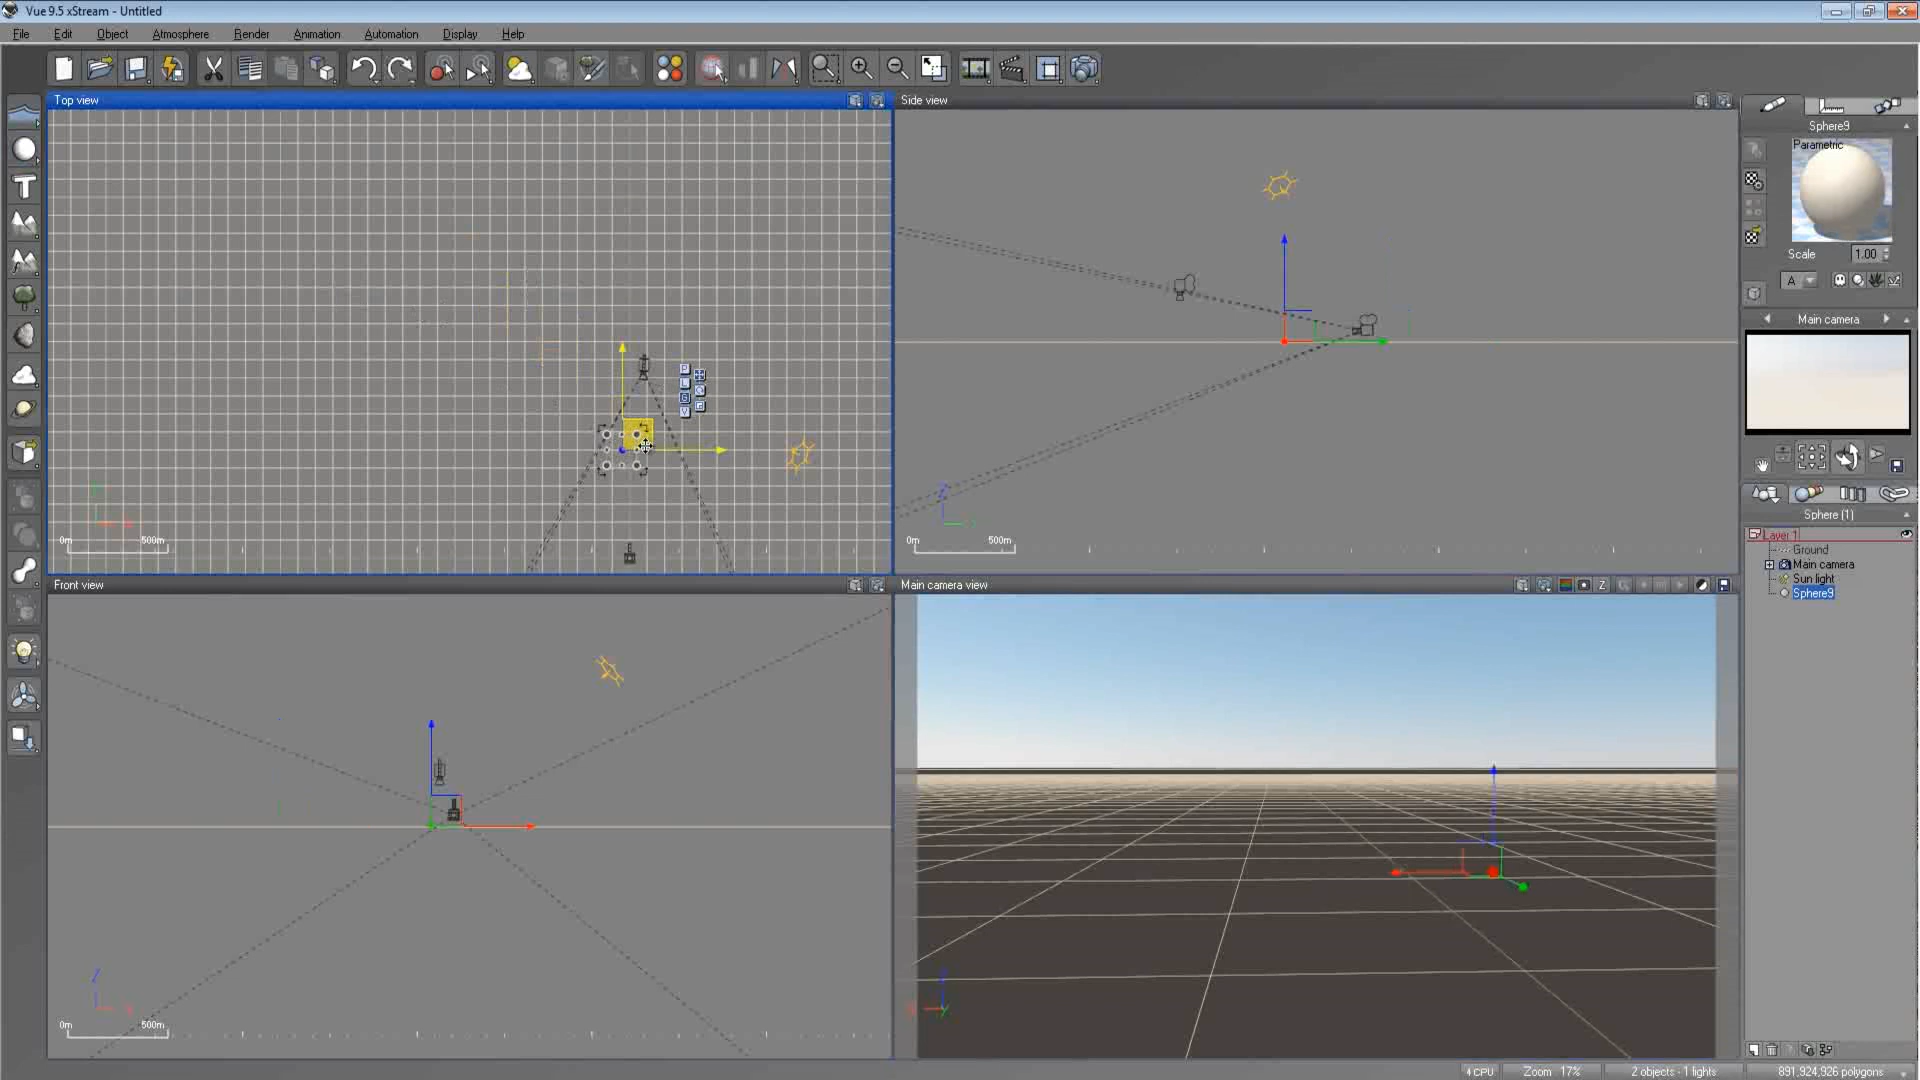 Vue 9.5 xStream - Untitled
File Edit Object Atmosphere Render Animation Automation Display Help
Top view
Side view
Sphere9
Parametric
Scale 1.00
A
Main camera
P
L
G
V
0m 500m
0m 500m
Sphere (1)
Layer 1
Ground
Main camera
Sun light
Sphere9
Front view
Main camera view
Z
0m 500m
4 CPU Zoom 17% 2 objects - 1 lights 891,924,926 polygons